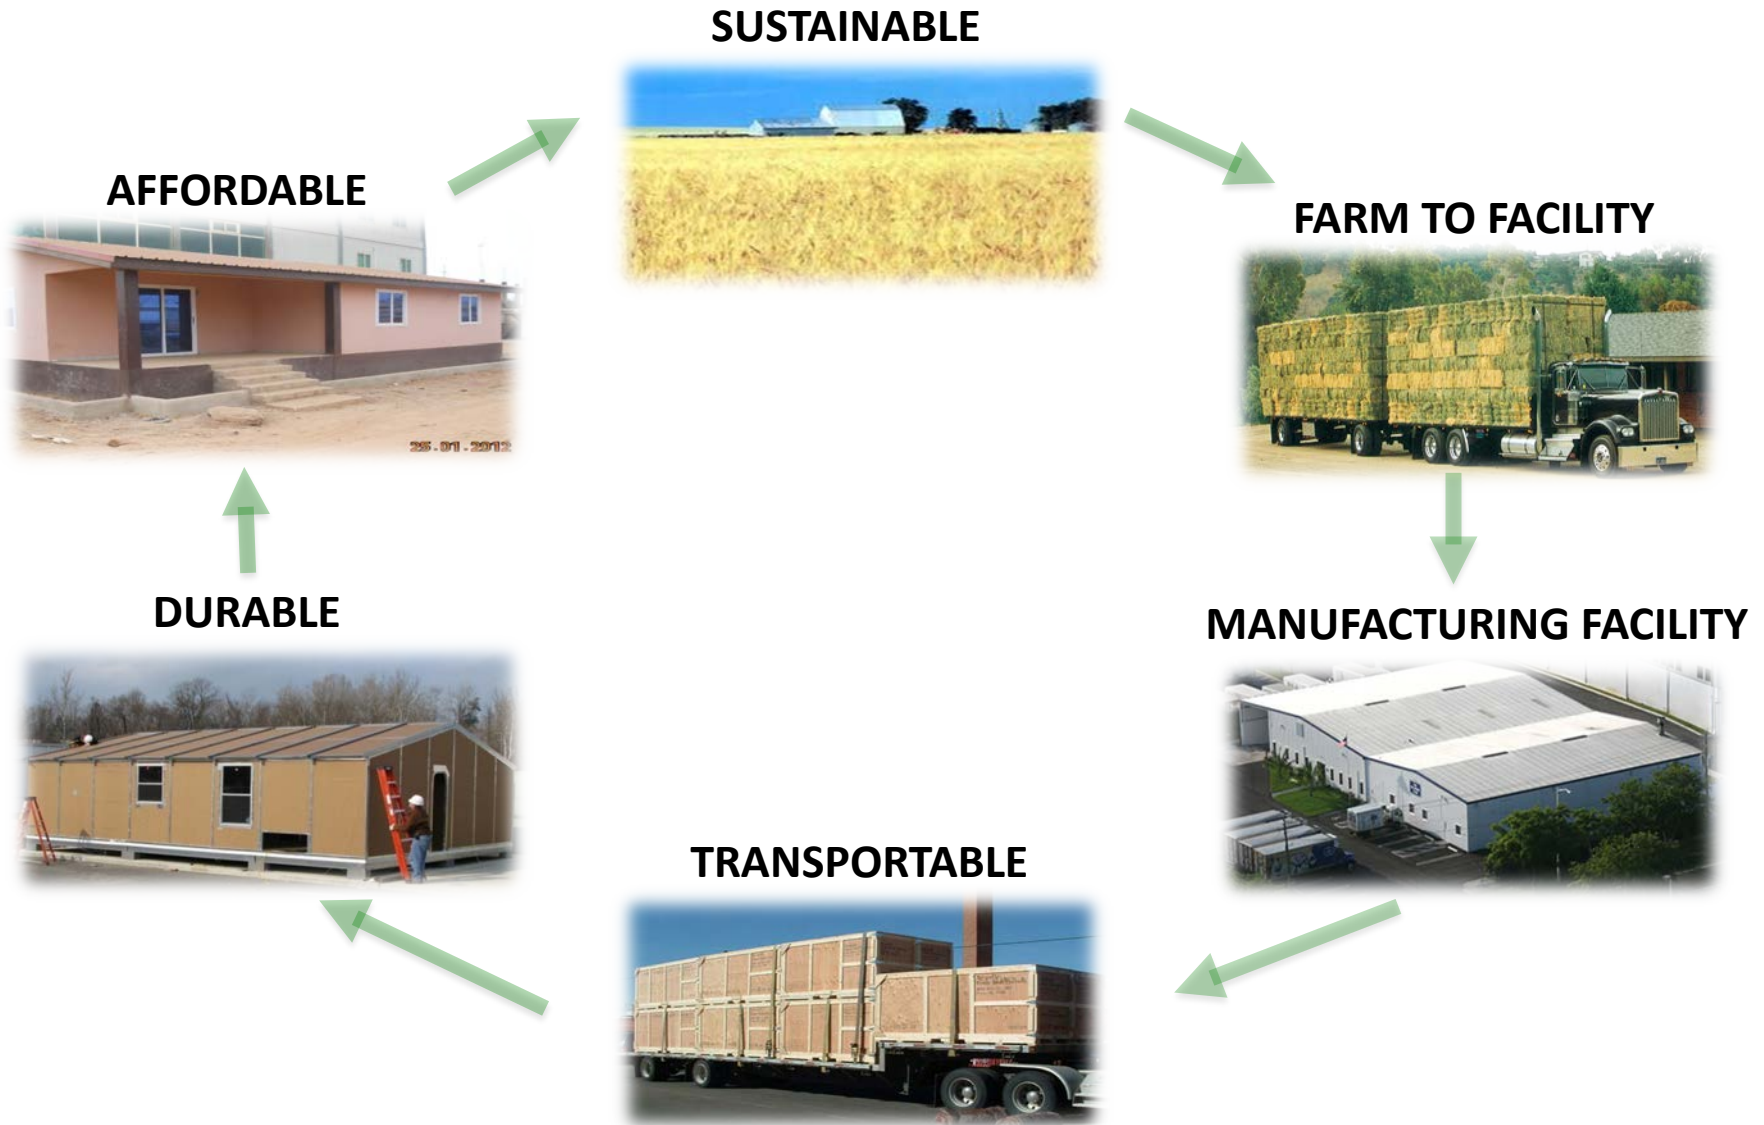 SUSTAINABLE
AFFORDABLE
FARM TO FACILITY
25.01.2012
DURABLE
MANUFACTURING FACILITY
TRANSPORTABLE